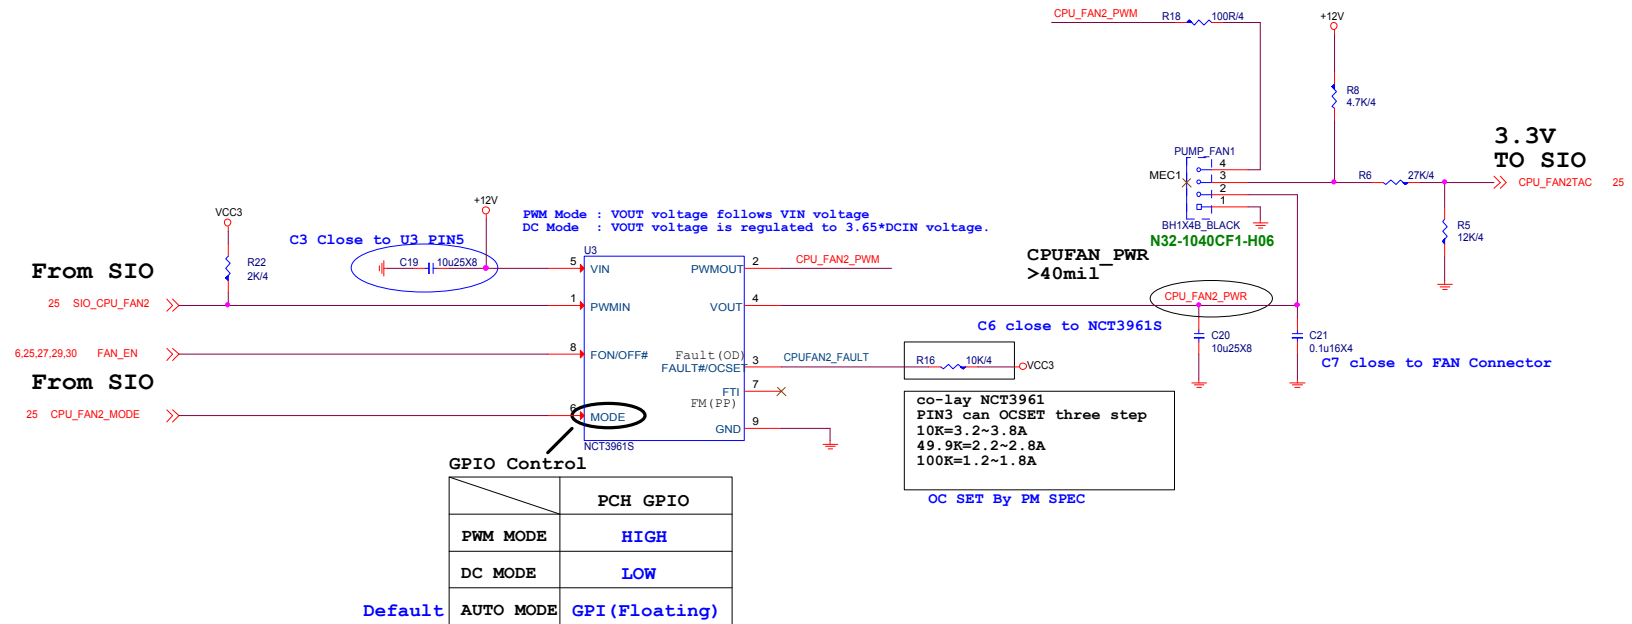 CPU_FAN2_PWM
R18
100R/4
+12V
R8
4.7K/4
3.3V
TO SIO
PUMP_FAN1
4
MEC1
3
2
1
R6
27K/4
CPU_FAN2TAC
25
R5
12K/4
BH1X4B_BLACK
N32-1040CF1-H06
VCC3
+12V
PWM Mode : VOUT voltage follows VIN voltage
DC Mode  : VOUT voltage is regulated to 3.65*DCIN voltage.
C3 Close to U3 PIN5
C19
10u25X8
R22
2K/4
From SIO
25
SIO_CPU_FAN2
6,25,27,29,30
FAN_EN
From SIO
25
CPU_FAN2_MODE
U3
5
VIN
PWMOUT
2
CPU_FAN2_PWM
1
PWMIN
VOUT
4
8
FON/OFF#
Fault(OD)
FAULT#/OCSET
3
CPUFAN2_FAULT
FTI
7
FM(PP)
6
MODE
GND
9
NCT3961S
CPUFAN_PWR
>40mil
CPU_FAN2_PWR
C6 close to NCT3961S
C20
10u25X8
C21
0.1u16X4
C7 close to FAN Connector
R16
10K/4
VCC3
co-lay NCT3961
PIN3 can OCSET three step
10K=3.2~3.8A
49.9K=2.2~2.8A
100K=1.2~1.8A
OC SET By PM SPEC
GPIO Control
PCH GPIO
PWM MODE
HIGH
DC MODE
LOW
Default
AUTO MODE
GPI(Floating)